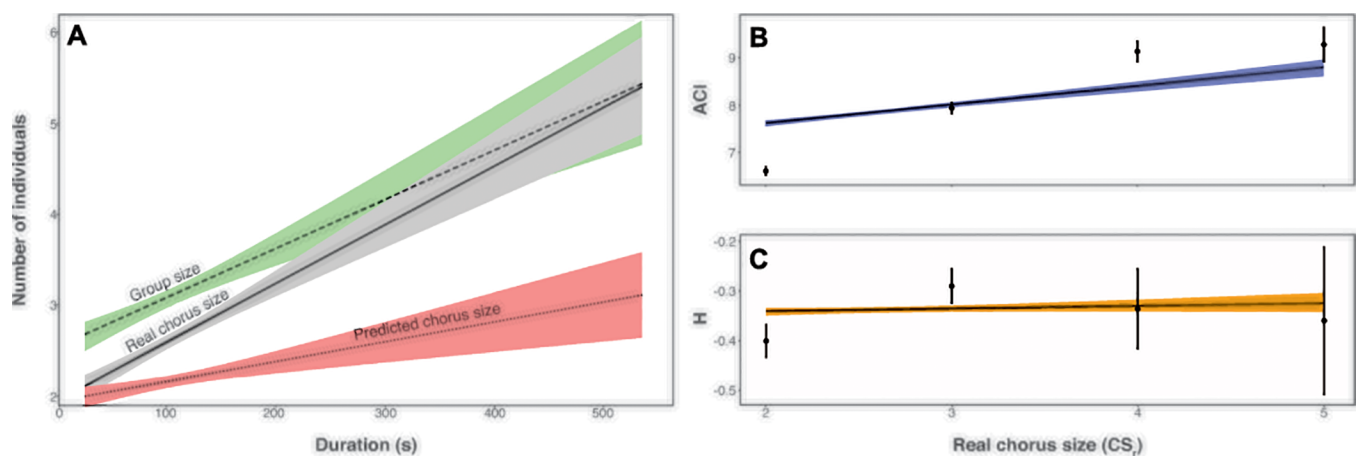 A
Number of individuals
6
5
4
3
2
Group size
Real chorus size
Predicted chorus size
0 100 200 300 400 500
Duration (s)
B
ACI
9
8
7
C
H
-0.2
-0.3
-0.4
-0.5
2 3 4 5
Real chorus size (CSr)